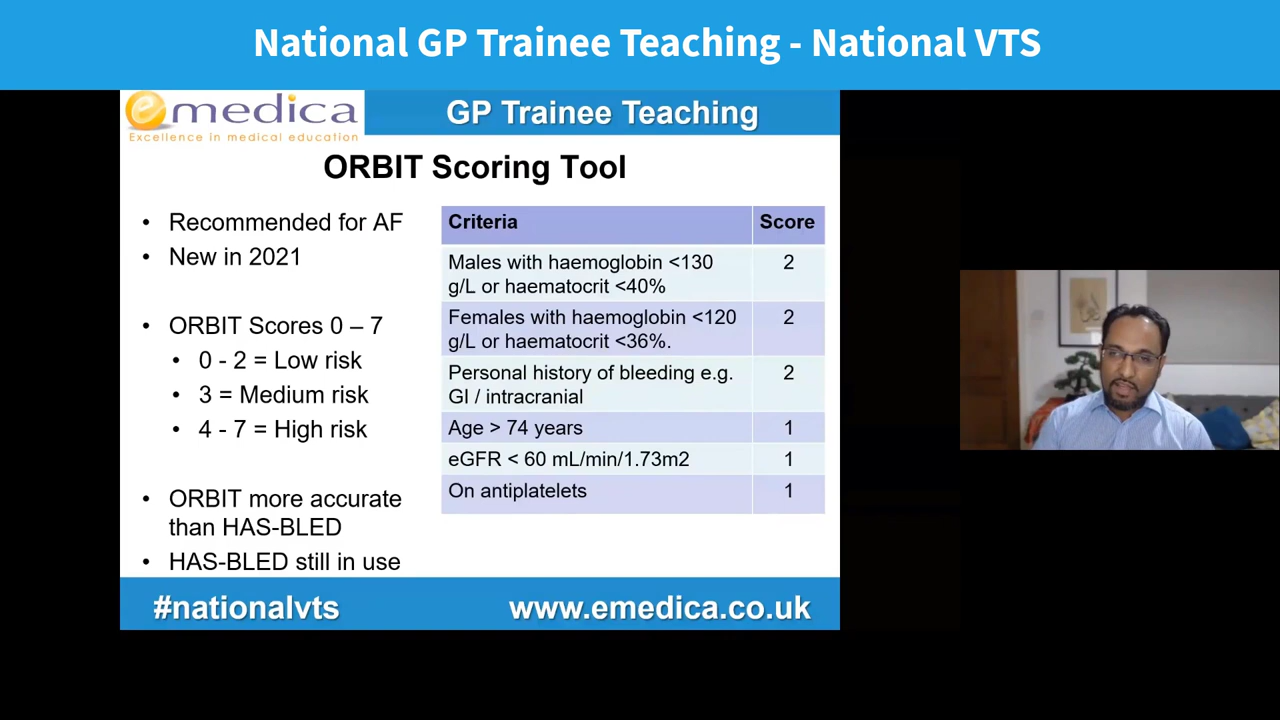 National GP Trainee Teaching - National VTS
emedica
Excellence in medical education
GP Trainee Teaching
ORBIT Scoring Tool
• Recommended for AF
• New in 2021
• ORBIT Scores 0 – 7
• 0 - 2 = Low risk
• 3 = Medium risk
• 4 - 7 = High risk
• ORBIT more accurate
than HAS-BLED
• HAS-BLED still in use
Criteria Score
Males with haemoglobin <130 2
g/L or haematocrit <40%
Females with haemoglobin <120 2
g/L or haematocrit <36%.
Personal history of bleeding e.g. 2
GI / intracranial
Age > 74 years 1
eGFR < 60 mL/min/1.73m2 1
On antiplatelets 1
#nationalvts www.emedica.co.uk